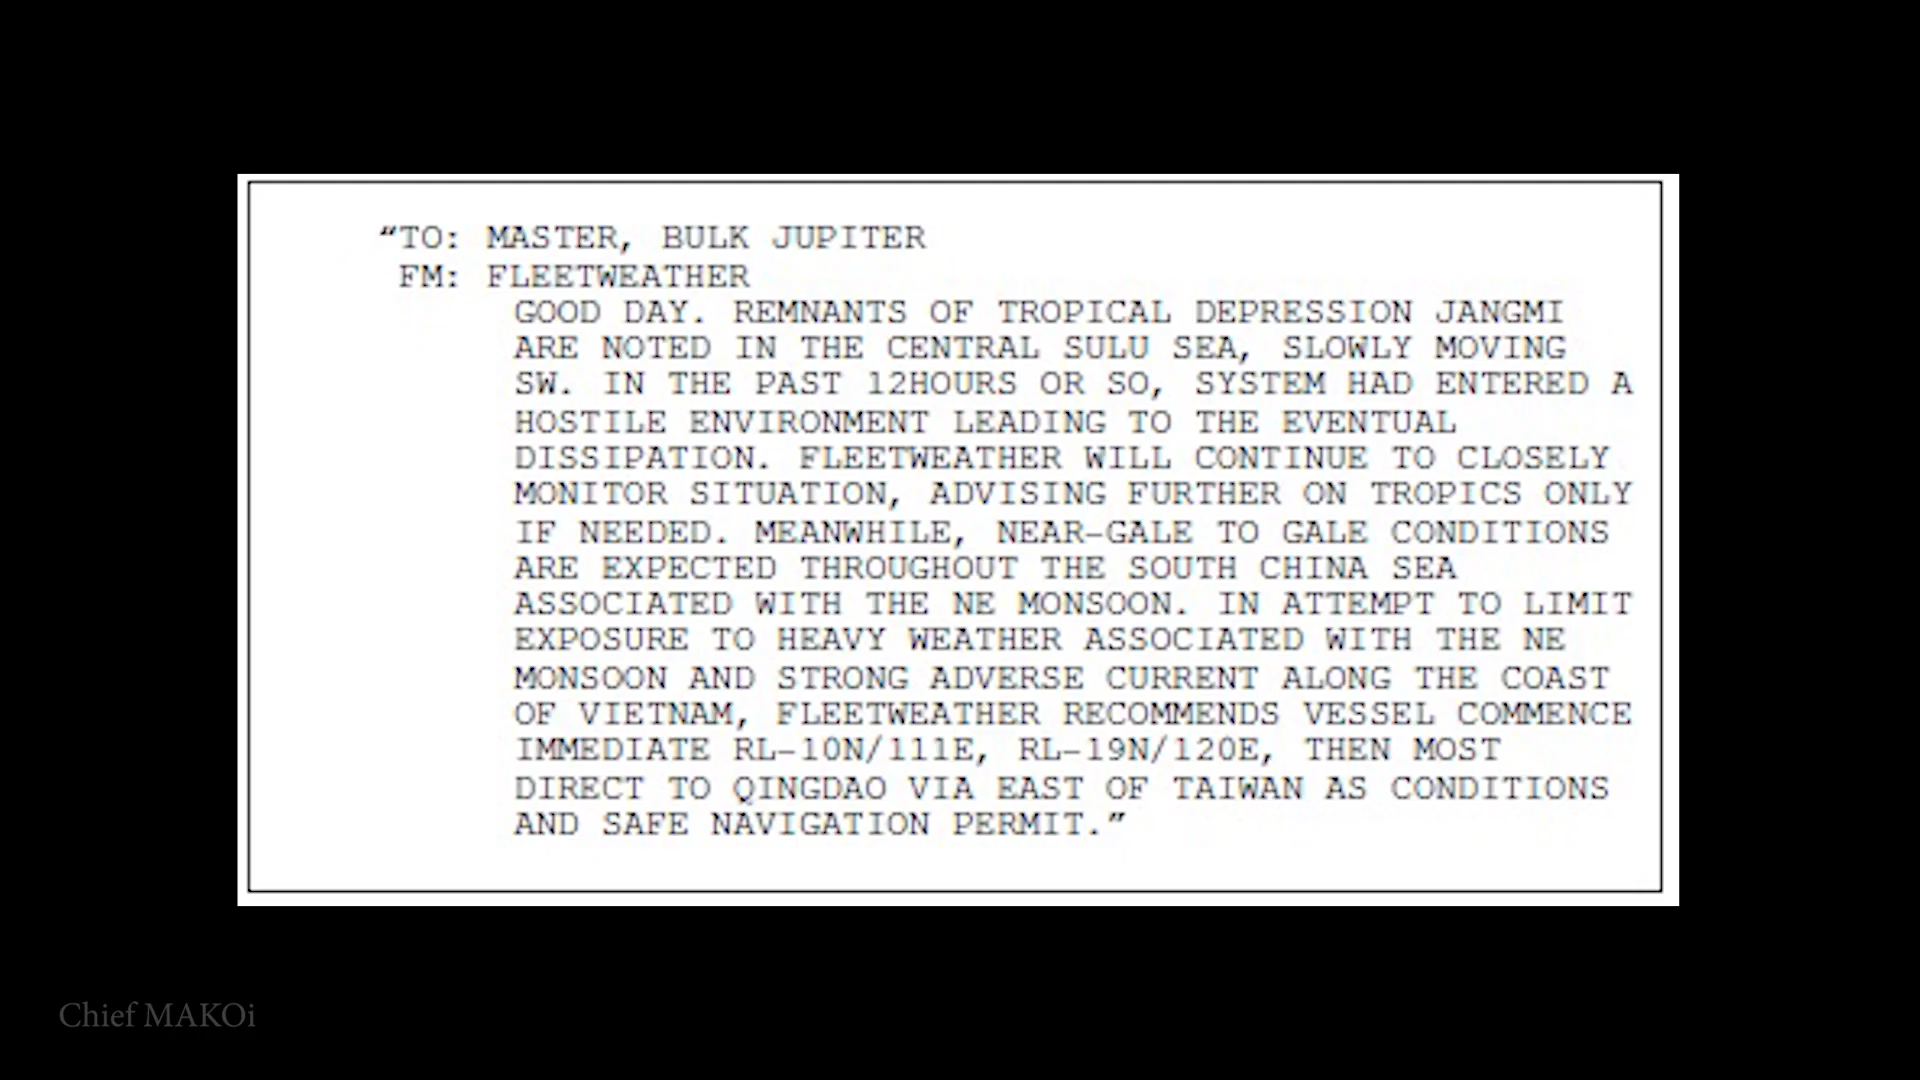 “TO: MASTER, BULK JUPITER
FM: FLEETWEATHER
GOOD DAY. REMNANTS OF TROPICAL DEPRESSION JANGMI
ARE NOTED IN THE CENTRAL SULU SEA, SLOWLY MOVING
SW. IN THE PAST 12HOURS OR SO, SYSTEM HAD ENTERED A
HOSTILE ENVIRONMENT LEADING TO THE EVENTUAL
DISSIPATION. FLEETWEATHER WILL CONTINUE TO CLOSELY
MONITOR SITUATION, ADVISING FURTHER ON TROPICS ONLY
IF NEEDED. MEANWHILE, NEAR-GALE TO GALE CONDITIONS
ARE EXPECTED THROUGHOUT THE SOUTH CHINA SEA
ASSOCIATED WITH THE NE MONSOON. IN ATTEMPT TO LIMIT
EXPOSURE TO HEAVY WEATHER ASSOCIATED WITH THE NE
MONSOON AND STRONG ADVERSE CURRENT ALONG THE COAST
OF VIETNAM, FLEETWEATHER RECOMMENDS VESSEL COMMENCE
IMMEDIATE RL-10N/111E, RL-19N/120E, THEN MOST
DIRECT TO QINGDAO VIA EAST OF TAIWAN AS CONDITIONS
AND SAFE NAVIGATION PERMIT.”
Chief MAKOi